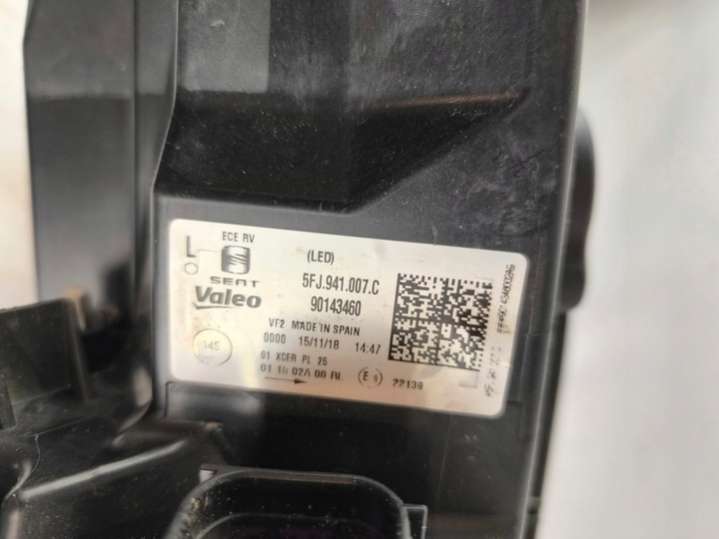 ECE RV
L
(LED)
SEAT
5FJ.941.007.C
Valeo
90143460
VF2 MADE IN SPAIN
0000 15/11/18 14:47
01 XCER PL 25
22136